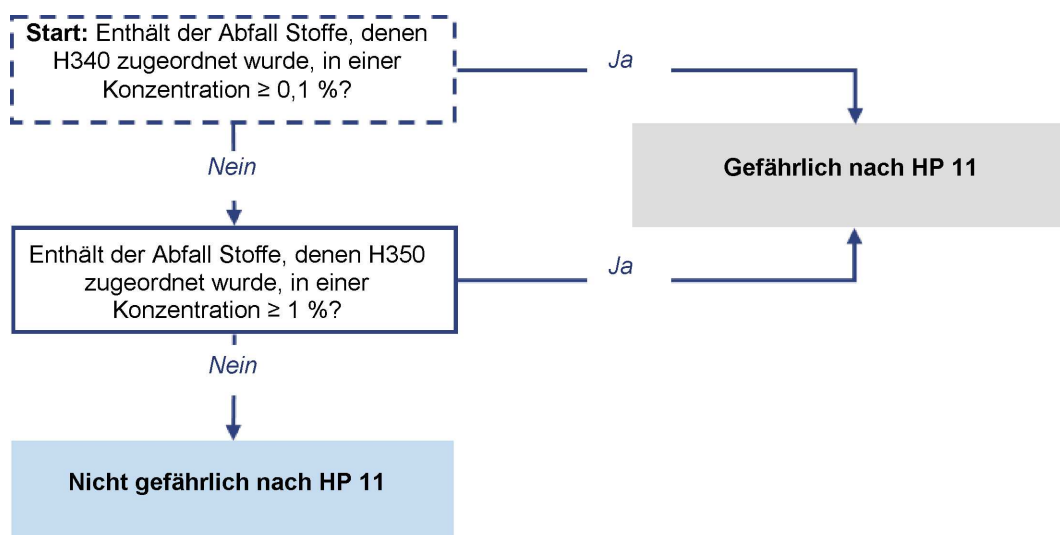 Start: Enthält der Abfall Stoffe, denen
H340 zugeordnet wurde, in einer
Konzentration ≥ 0,1 %?
Ja
Gefährlich nach HP 11
Nein
Enthält der Abfall Stoffe, denen H350
zugeordnet wurde, in einer
Konzentration ≥ 1 %?
Ja
Nein
Nicht gefährlich nach HP 11